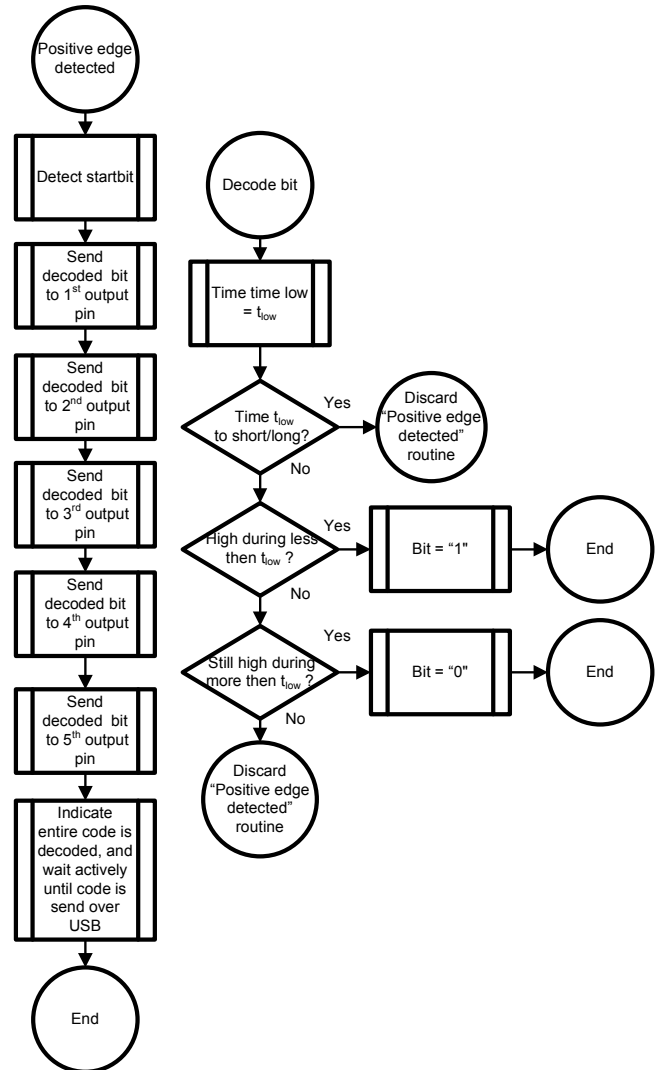 Positive edge
detected
Detect startbit
Send
decoded bit
to 1st output
pin
Send
decoded bit
to 2nd output
pin
Send
decoded bit
to 3rd output
pin
Send
decoded bit
to 4th output
pin
Send
decoded bit
to 5th output
pin
Indicate
entire code is
decoded, and
wait actively
until code is
send over
USB
End
Decode bit
Time time low
= tlow
Time tlow
to short/long?
Yes
Discard
“Positive edge
detected”
routine
No
High during less
then tlow ?
Yes
Bit = “1"
End
No
Still high during
more then tlow ?
Yes
Bit = “0"
End
No
Discard
“Positive edge
detected”
routine